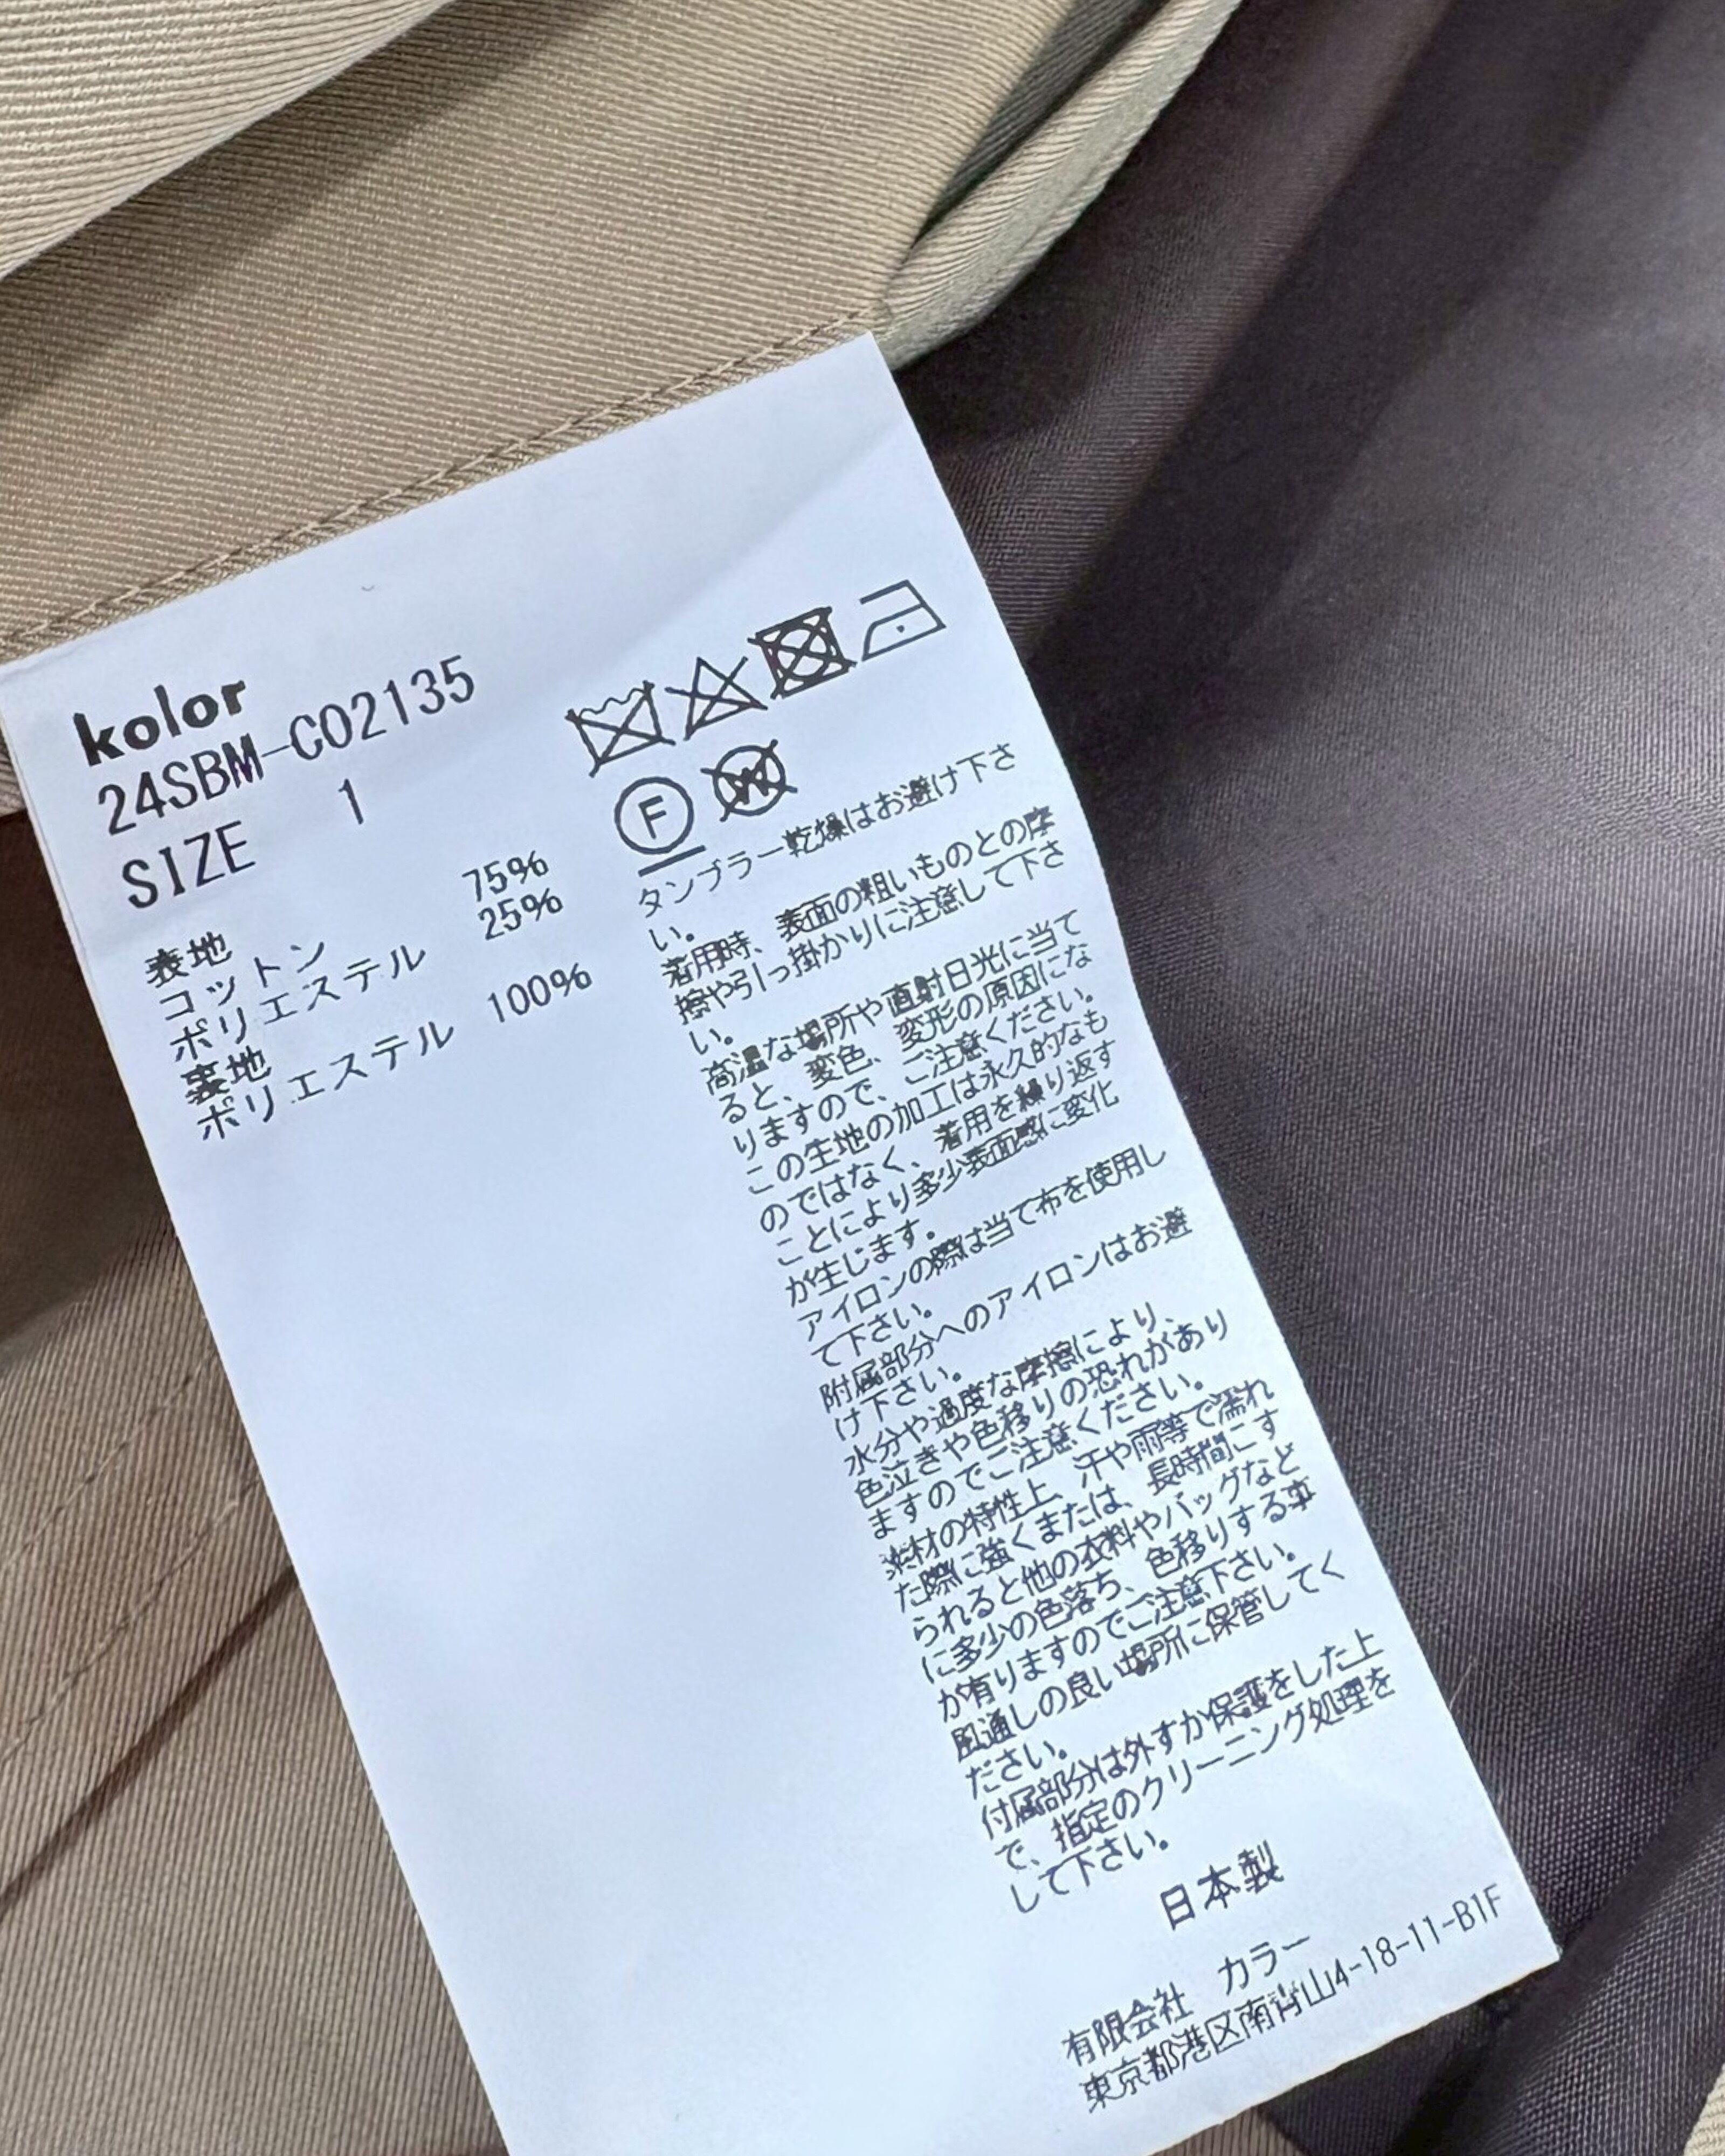 kolor
24SBM-C02135
SIZE 1
表地
コットン 75%
ポリエステル 25%
裏地
ポリエステル 100%
F
W
タンブラー乾燥はお避け下さ
い。
着用時、表面の粗いものとの摩
擦や引っ掛かりに注意して下さ
い。
高温な場所や直射日光に当て
ると、変色、変形の原因にな
りますので、ご注意ください。
この生地の加工は永久的なも
のではなく、着用を繰り返す
ことにより多少表面感に変化
が生じます。
アイロンの際は当て布を使用し
て下さい。
附属部分へのアイロンはお避
け下さい。
水分や過度な摩擦により、
色泣きや色移りの恐れがあり
ますのでご注意ください。
素材の特性上、汗や雨等で濡れ
た際に強くまたは、長時間こす
られると他の衣料やバッグなど
に多少の色落ち、色移りする事
が有りますのでご注意下さい。
風通しの良い場所に保管してく
ださい。
付属部分は外すか保護をした上
で、指定のクリーニング処理を
して下さい。
日本製
有限会社 カラー
東京都港区南青山4-18-11-B1F